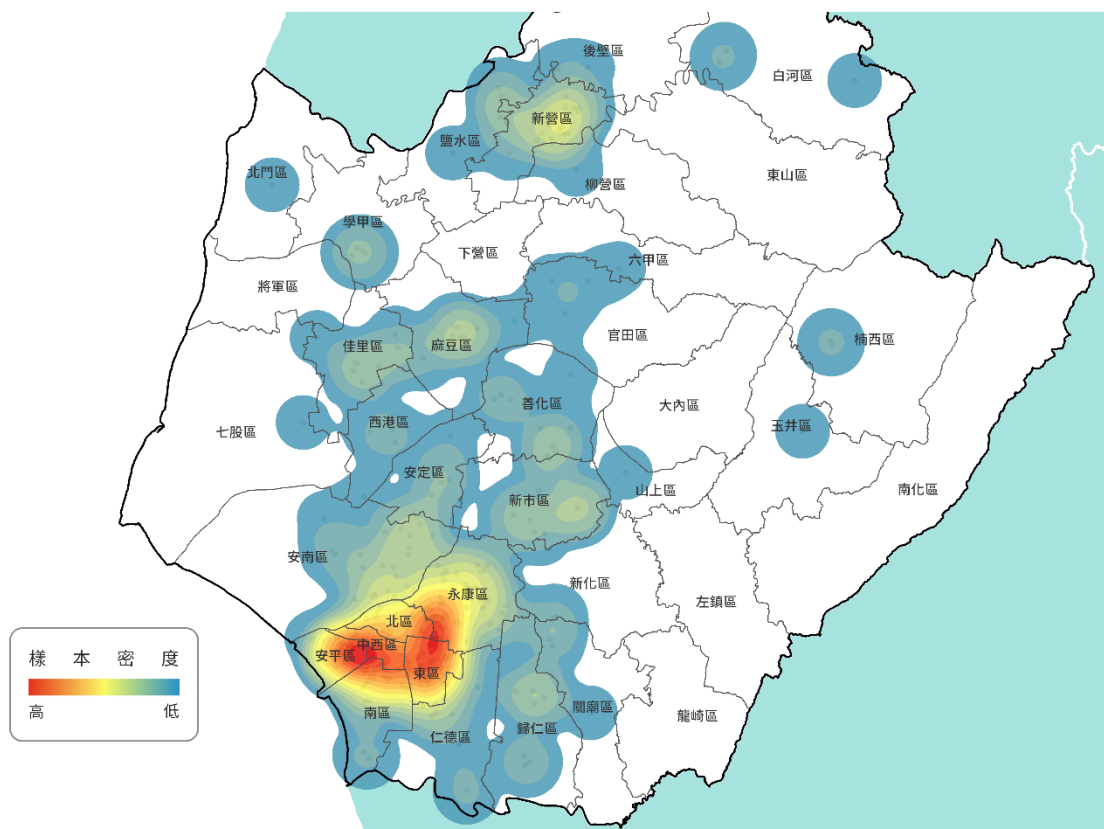 後壁區
白河區
新營區
鹽水區
北門區
柳營區
東山區
學甲區
下營區
六甲區
將軍區
官田區
楠西區
佳里區
麻豆區
善化區
大內區
七股區
西港區
玉井區
安定區
山上區
南化區
新市區
安南區
新化區
永康區
左鎮區
北區
中西區
安平區
東區
南區
關廟區
龍崎區
仁德區
歸仁區
樣本密度
高 低